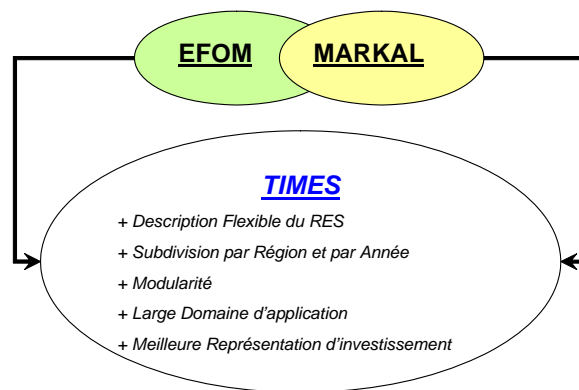 EFOM MARKAL
TIMES
+ Description Flexible du RES
+ Subdivision par Région et par Année
+ Modularité
+ Large Domaine d'application
+ Meilleure Représentation d'investissement